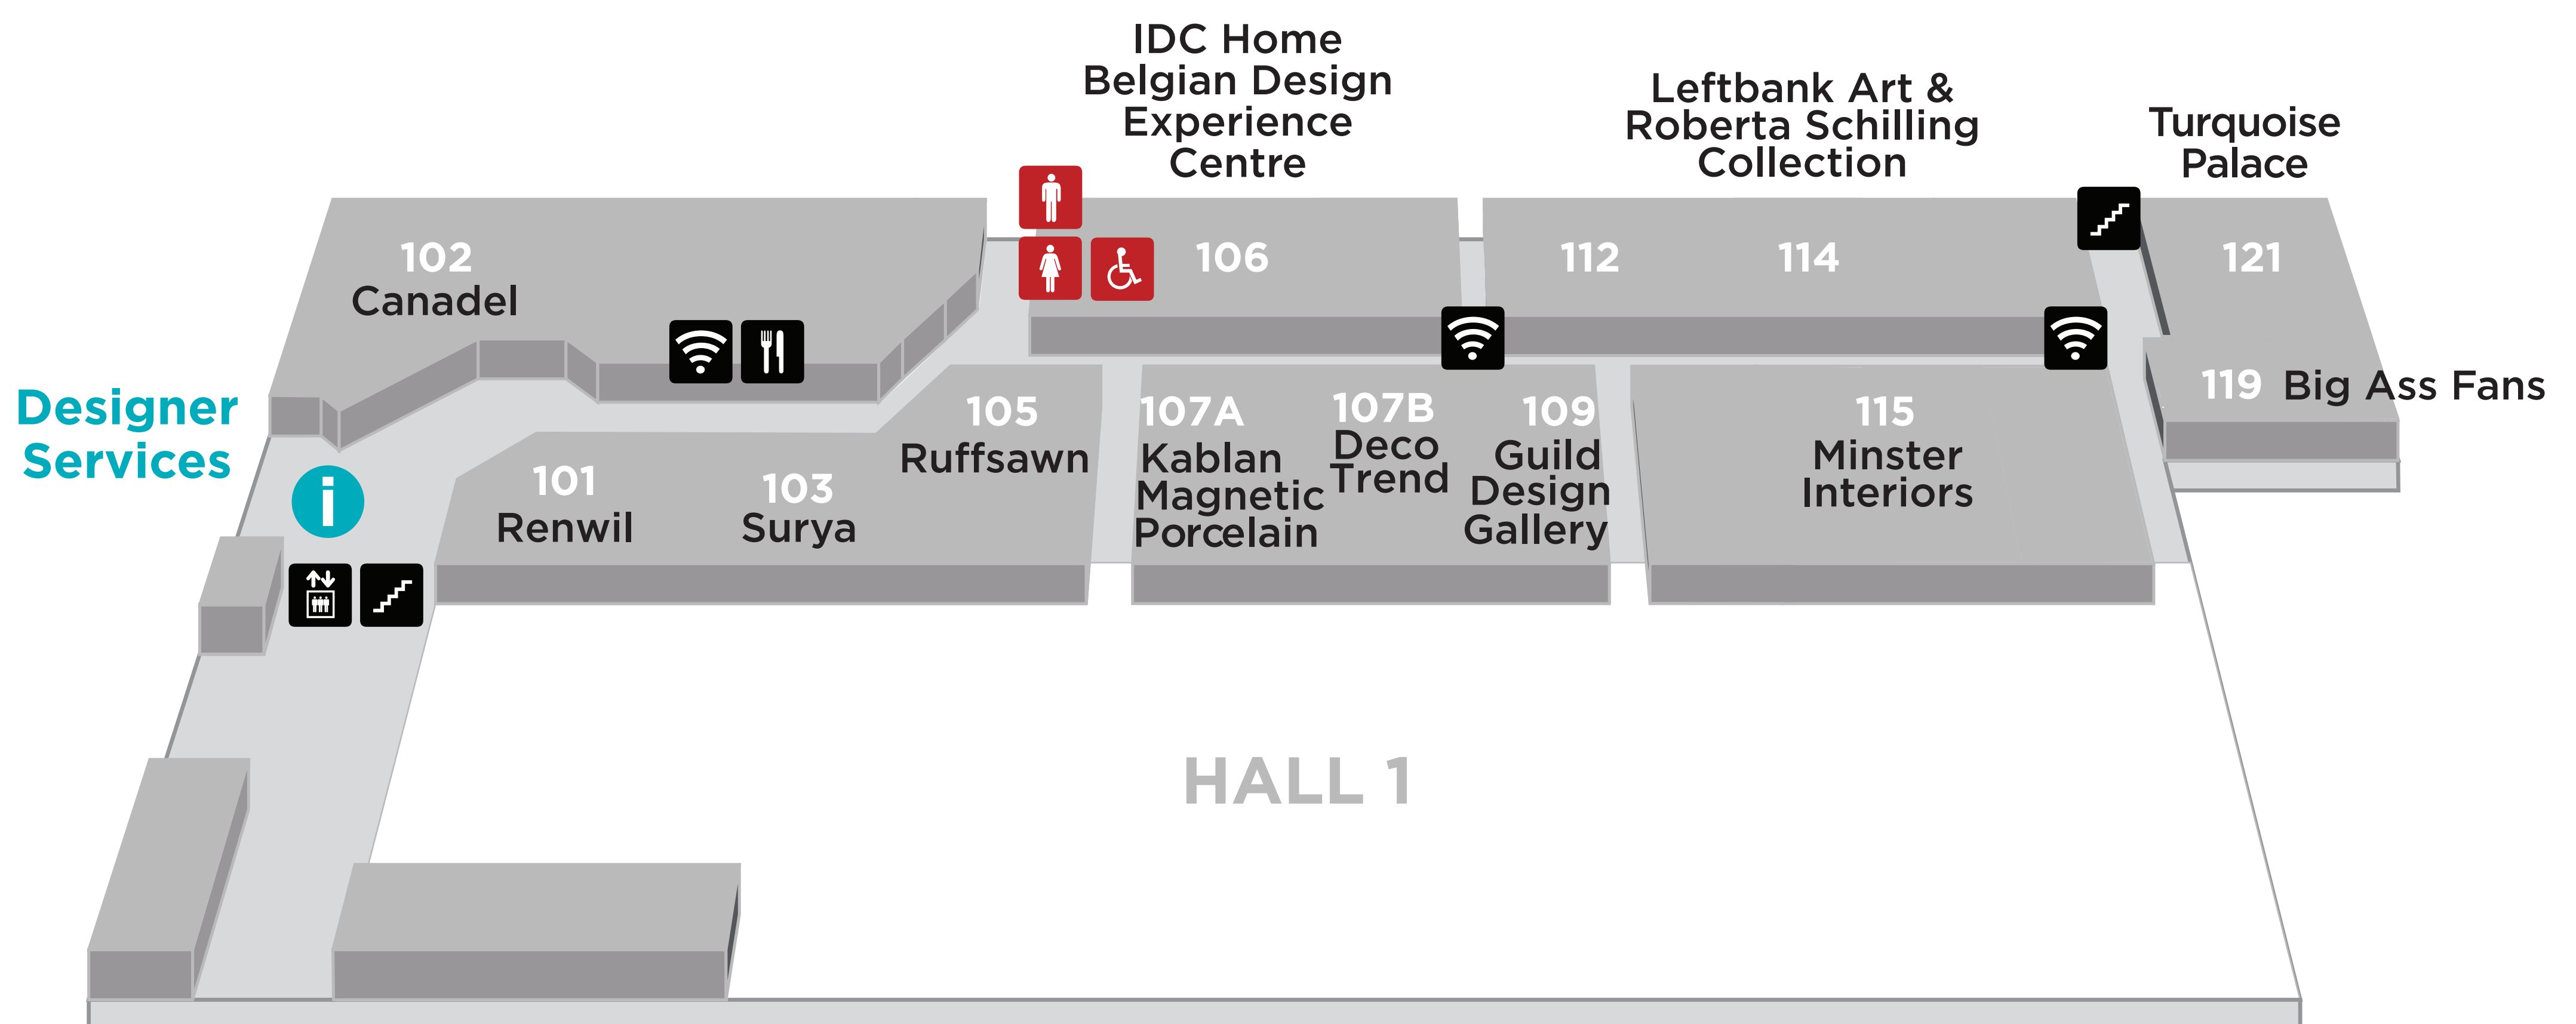 IDC Home
Belgian Design
Experience
Centre
Leftbank Art &
Roberta Schilling
Collection
Turquoise
Palace
102
Canadel
106
112
114
121
119 Big Ass Fans
Designer
Services
i
101
Renwil
103
Surya
105
Ruffsawn
107A
Kablan
Magnetic
Porcelain
107B
Deco
Trend
109
Guild
Design
Gallery
115
Minster
Interiors
HALL 1